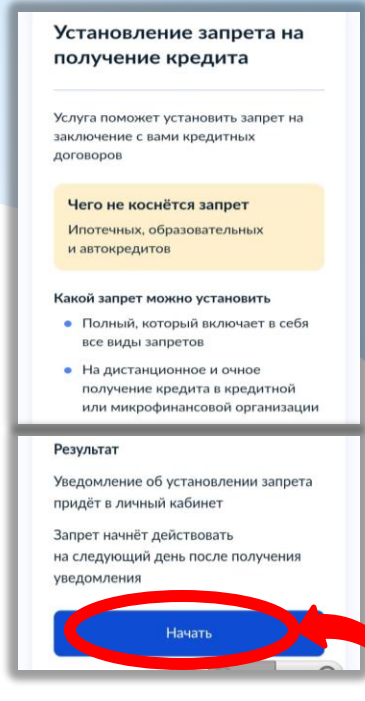 Установление запрета на
получение кредита
Услуга поможет установить запрет на
заключение с вами кредитных
договоров
Чего не коснётся запрет
Ипотечных, образовательных
и автокредитов
Какой запрет можно установить
Полный, который включает в себя
все виды запретов
На дистанционное и очное
получение кредита в кредитной
или микрофинансовой организации
Результат
Уведомление об установлении запрета
придёт в личный кабинет
Запрет начнёт действовать
на следующий день после получения
уведомления
Начать